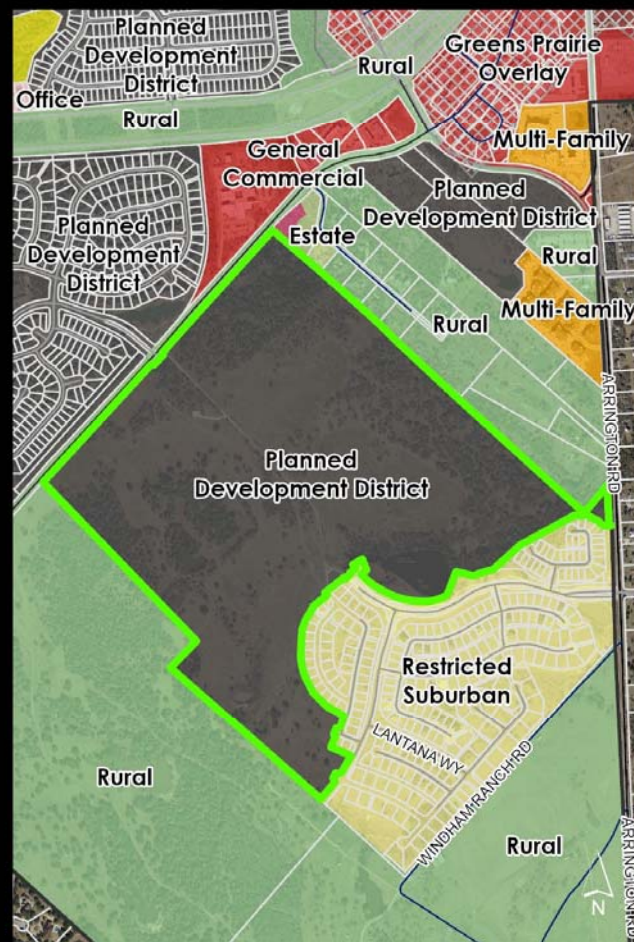 Planned
Development
District
Greens Prairie
Overlay
Rural
Office
Rural
General
Commercial
Multi-Family
Planned
Development District
Planned
Development
District
Estate
Rural
Rural
Multi-Family
ARRINGTON RD
Planned
Development District
Restricted
Suburban
LANTANA WY
WINDHAM RANCH RD
Rural
Rural
ARRINGTON RD
N